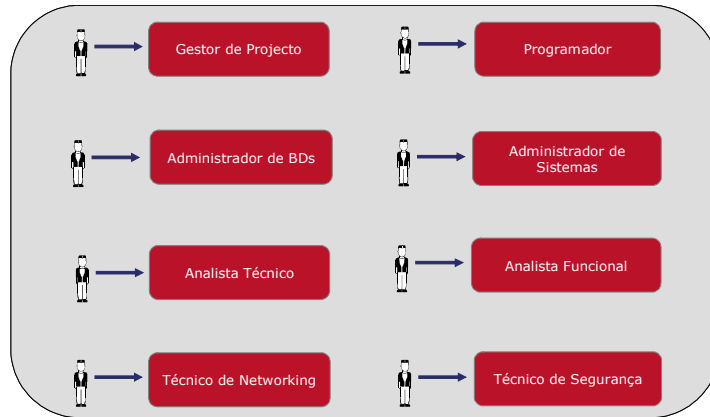 Gestor de Projecto
Programador
Administrador de BDs
Administrador de
Sistemas
Analista Técnico
Analista Funcional
Técnico de Networking
Técnico de Segurança